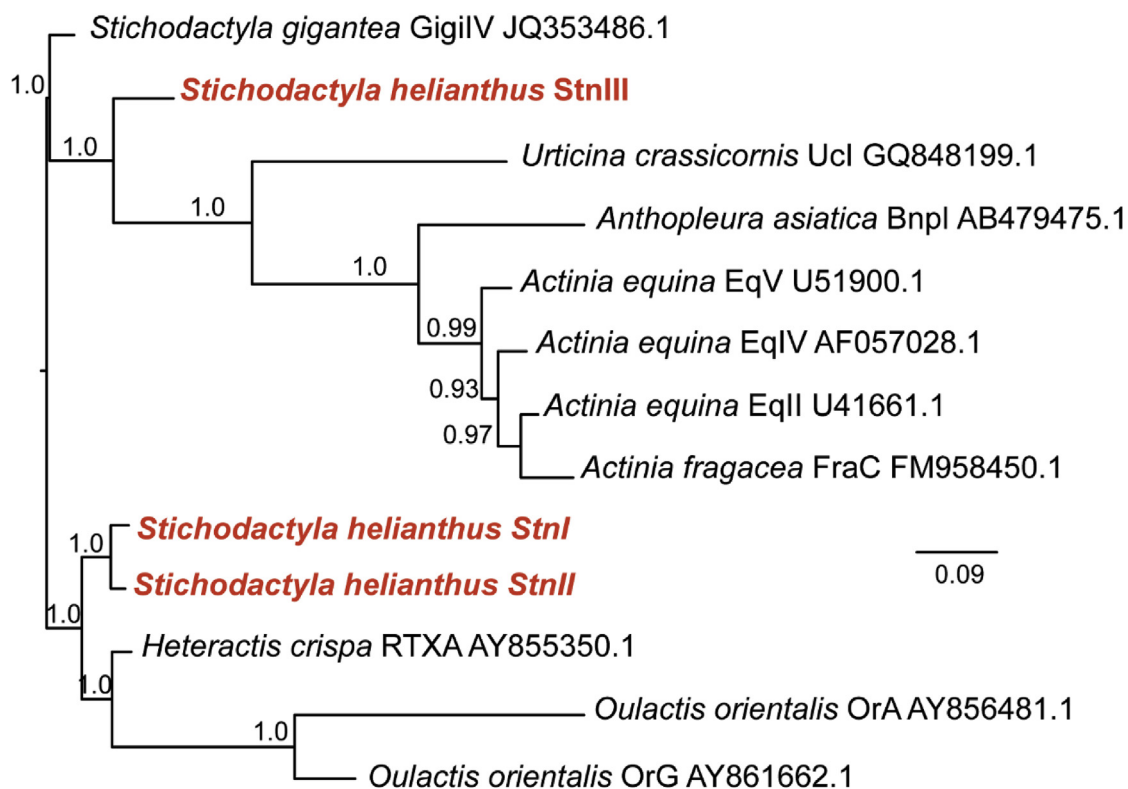 Stichodactyla gigantea GigiIV JQ353486.1
1.0
Stichodactyla helianthus StnIII
1.0
Urticina crassicornis UcI GQ848199.1
1.0
Anthopleura asiatica BnpI AB479475.1
1.0
Actinia equina EqV U51900.1
0.99
Actinia equina EqIV AF057028.1
0.93
Actinia equina EqII U41661.1
0.97
Actinia fragacea FraC FM958450.1
Stichodactyla helianthus StnI
1.0
0.09
Stichodactyla helianthus StnII
1.0
Heteractis crispa RTXA AY855350.1
1.0
Oulactis orientalis OrA AY856481.1
1.0
Oulactis orientalis OrG AY861662.1